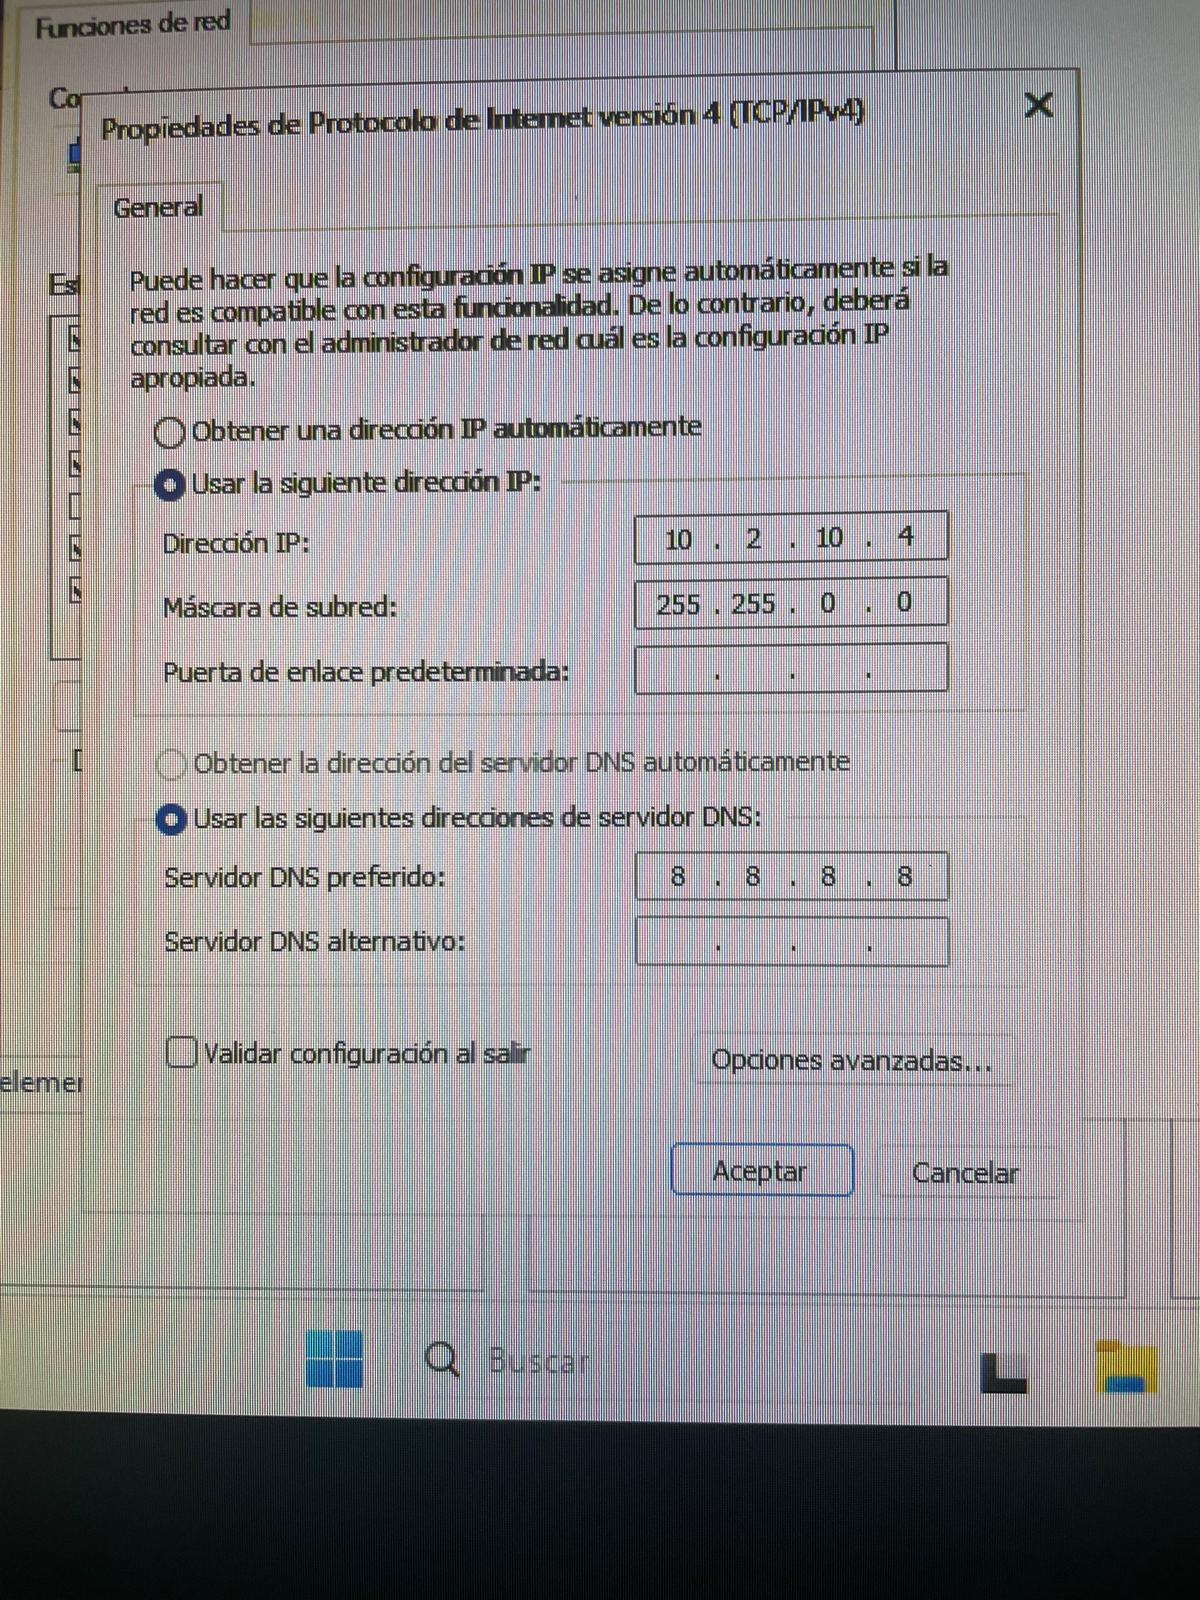 Funciones de red
Propiedades de Protocolo de Internet versión 4 (TCP/IPv4)
General
Puede hacer que la configuración IP se asigne automáticamente si la
red es compatible con esta funcionalidad. De lo contrario, deberá
consultar con el administrador de red cuál es la configuración IP
apropiada.
Obtener una dirección IP automáticamente
Usar la siguiente dirección IP:
Dirección IP: 10 . 2 . 10 . 4
Máscara de subred: 255 . 255 . 0 . 0
Puerta de enlace predeterminada: . . .
Obtener la dirección del servidor DNS automáticamente
Usar las siguientes direcciones de servidor DNS:
Servidor DNS preferido: 8 . 8 . 8 . 8
Servidor DNS alternativo: . . .
Validar configuración al salir
Opciones avanzadas...
Aceptar Cancelar
Buscar